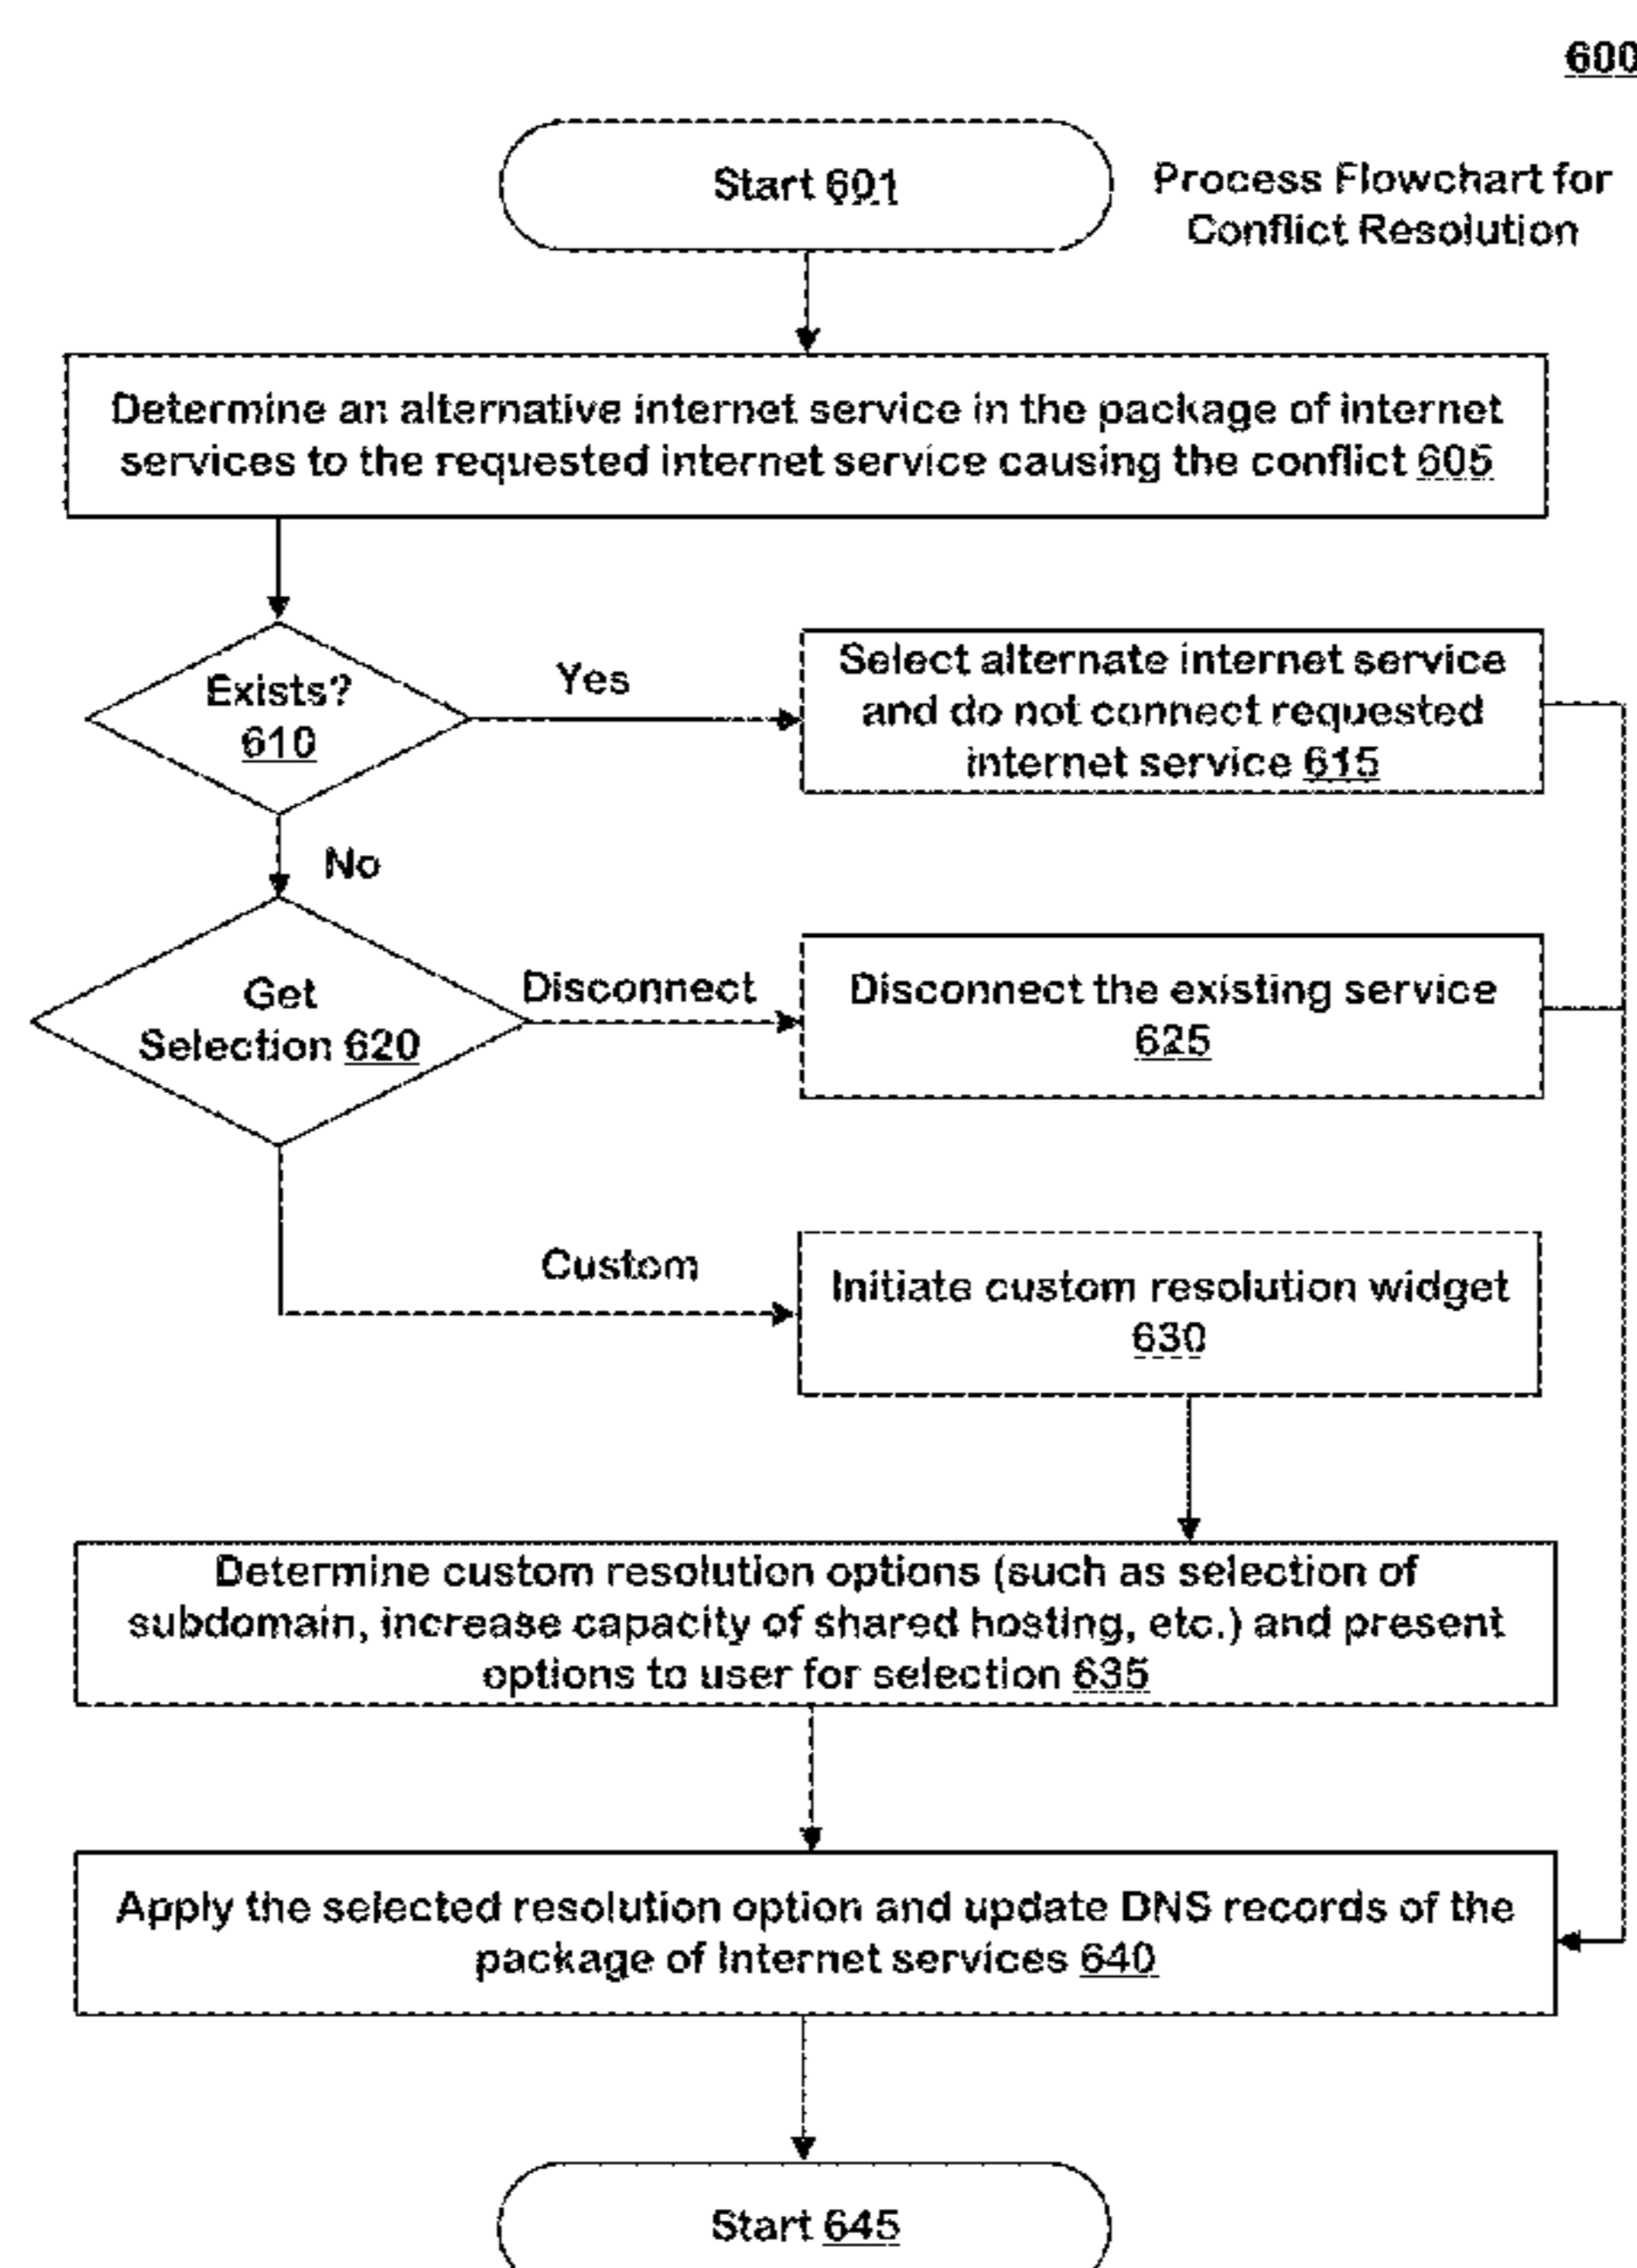 600
Start 601
Process Flowchart for
Conflict Resolution
Determine an alternative internet service in the package of internet
services to the requested internet service causing the conflict 605
Exists?
610
Yes
Select alternate internet service
and do not connect requested
internet service 615
No
Get
Selection 620
Disconnect
Disconnect the existing service
625
Custom
Initiate custom resolution widget
630
Determine custom resolution options (such as selection of
subdomain, increase capacity of shared hosting, etc.) and present
options to user for selection 635
Apply the selected resolution option and update DNS records of the
package of Internet services 640
Start 645